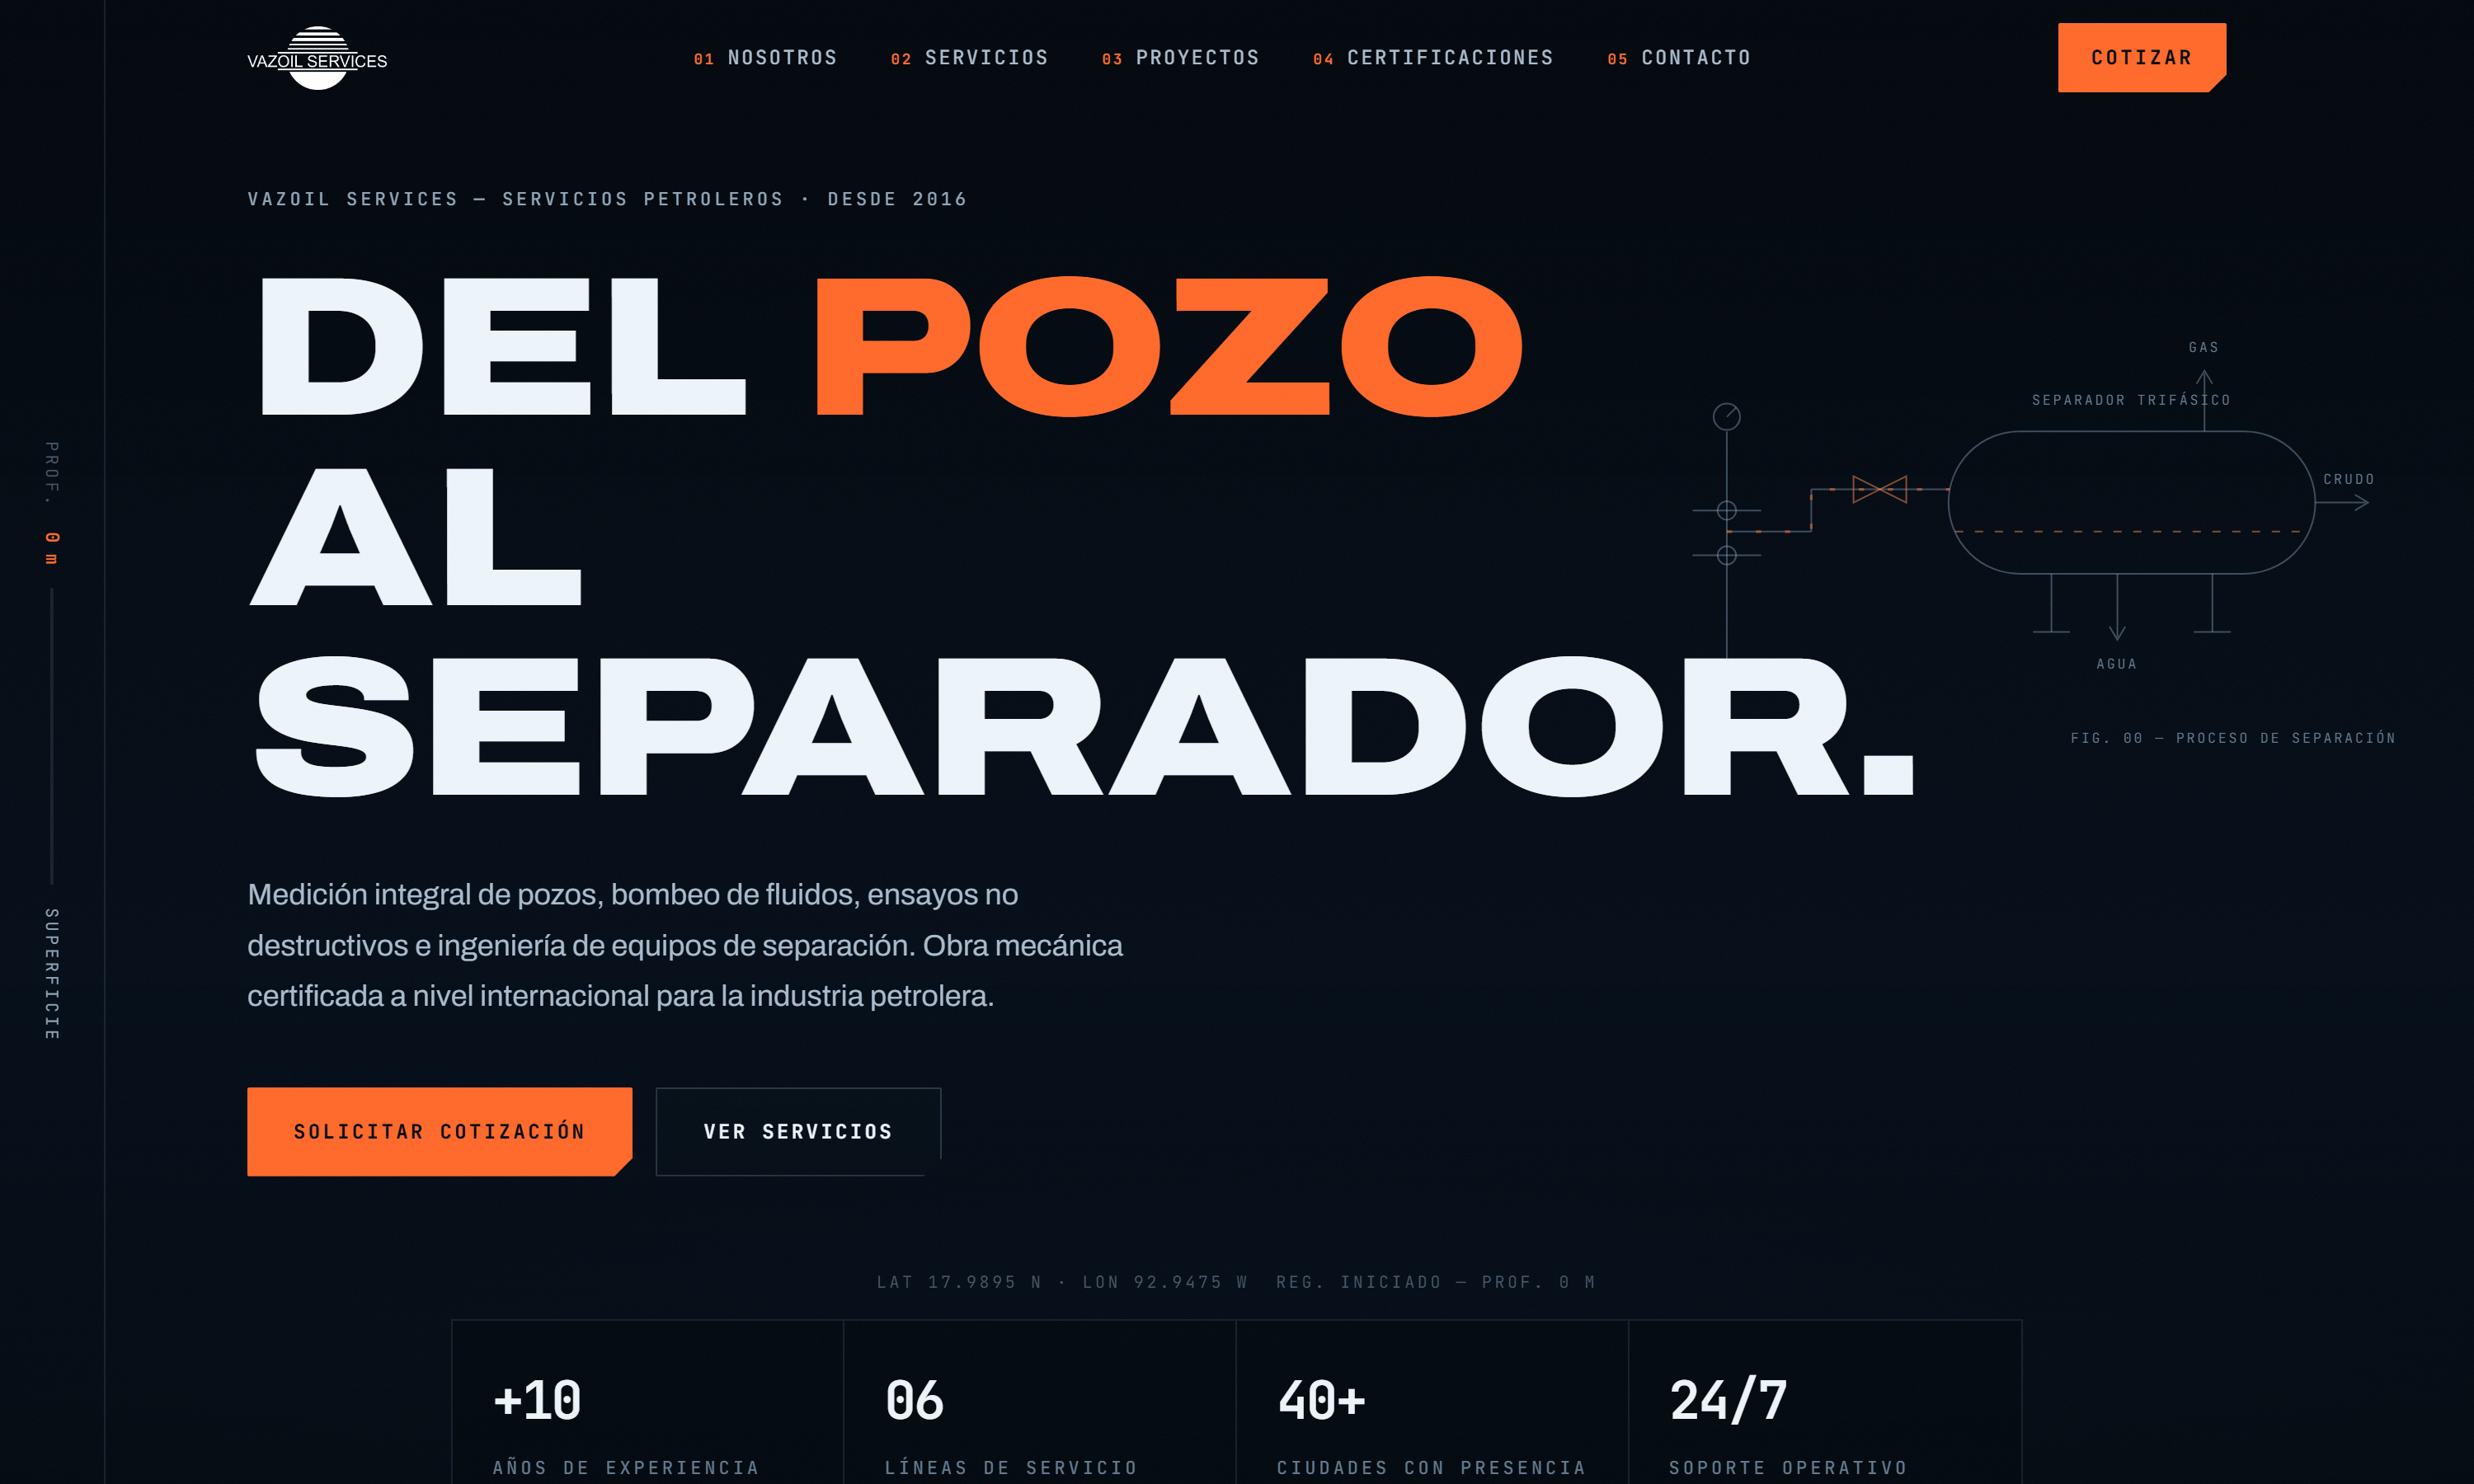 VAZOIL SERVICES
01 NOSOTROS 02 SERVICIOS 03 PROYECTOS 04 CERTIFICACIONES 05 CONTACTO
COTIZAR
VAZOIL SERVICES — SERVICIOS PETROLEROS · DESDE 2016
DEL POZO
AL
SEPARADOR.
GAS
SEPARADOR TRIFÁSICO
CRUDO
AGUA
FIG. 00 — PROCESO DE SEPARACIÓN
PROF. 0 m
SUPERFICIE
Medición integral de pozos, bombeo de fluidos, ensayos no
destructivos e ingeniería de equipos de separación. Obra mecánica
certificada a nivel internacional para la industria petrolera.
SOLICITAR COTIZACIÓN
VER SERVICIOS
LAT 17.9895 N · LON 92.9475 W REG. INICIADO — PROF. 0 M
+10
AÑOS DE EXPERIENCIA
06
LÍNEAS DE SERVICIO
40+
CIUDADES CON PRESENCIA
24/7
SOPORTE OPERATIVO